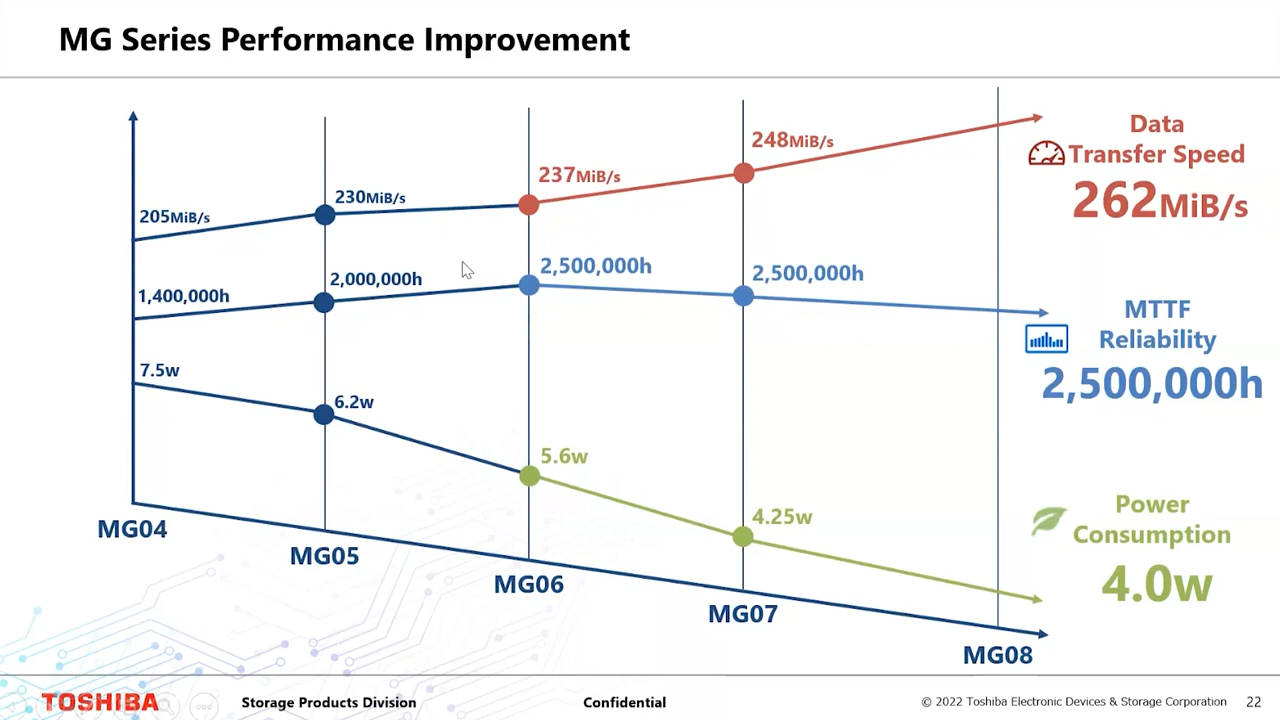 MG Series Performance Improvement
205MiB/s
230MiB/s
237MiB/s
248MiB/s
Data
Transfer Speed
262MiB/s
1,400,000h
2,000,000h
2,500,000h
2,500,000h
MTTF
Reliability
2,500,000h
7.5w
6.2w
5.6w
4.25w
Power
Consumption
4.0w
MG04
MG05
MG06
MG07
MG08
TOSHIBA
Storage Products Division
Confidential
© 2022 Toshiba Electronic Devices & Storage Corporation
22